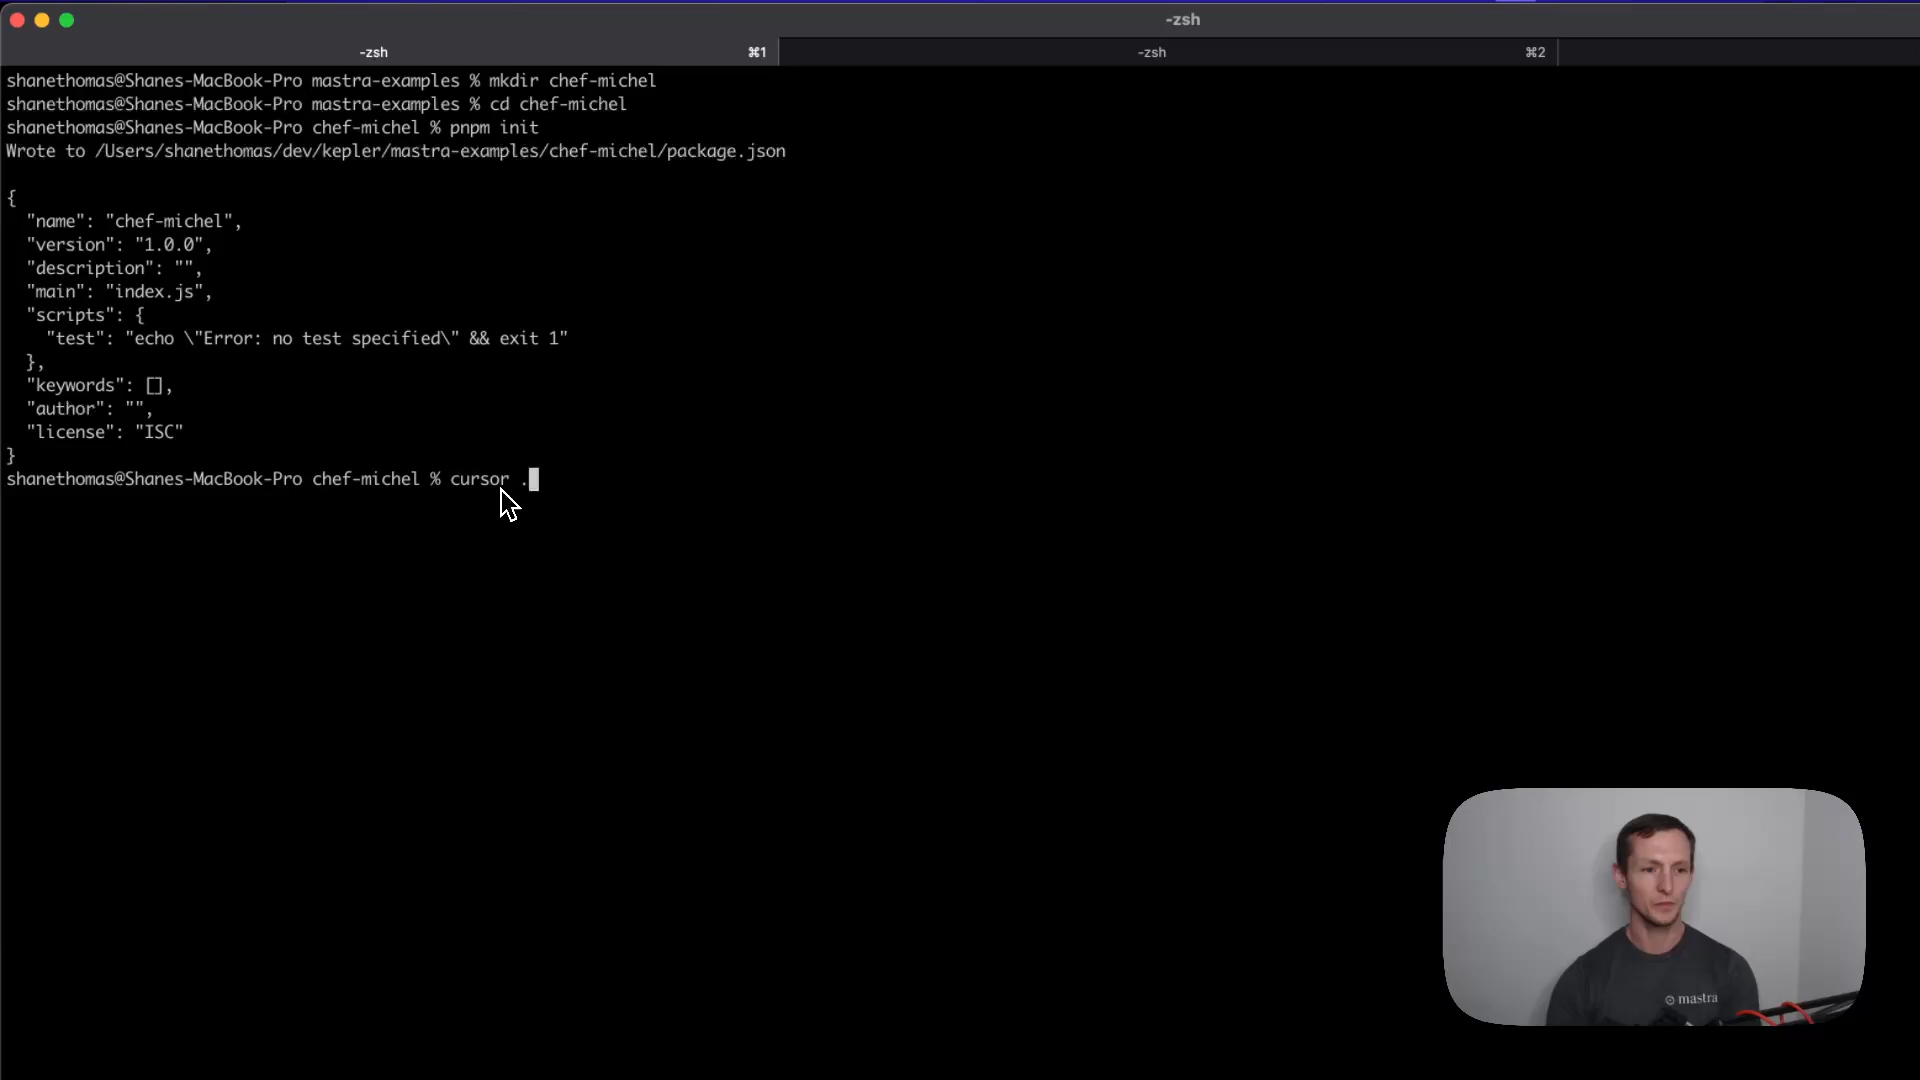 -zsh
-zsh ⌘1 -zsh ⌘2
shanethomas@Shanes-MacBook-Pro mastra-examples % mkdir chef-michel
shanethomas@Shanes-MacBook-Pro mastra-examples % cd chef-michel
shanethomas@Shanes-MacBook-Pro chef-michel % pnpm init
Wrote to /Users/shanethomas/dev/kepler/mastra-examples/chef-michel/package.json
{
  "name": "chef-michel",
  "version": "1.0.0",
  "description": "",
  "main": "index.js",
  "scripts": {
    "test": "echo \"Error: no test specified\" && exit 1"
  },
  "keywords": [],
  "author": "",
  "license": "ISC"
}
shanethomas@Shanes-MacBook-Pro chef-michel % cursor .
mastra